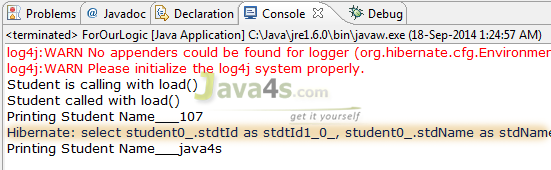 Problems @ Javadoc Declaration Console Debug
<terminated> ForOurLogic [Java Application] C:\Java\jre1.6.0\bin\javaw.exe (18-Sep-2014 1:24:57 AM)
log4j:WARN No appenders could be found for logger (org.hibernate.cfg.Environme
log4j:WARN Please initialize the log4j system properly.
Student is calling with load()
Student called with load()
Java4s.com
Printing Student Name___107
get it yourself
Hibernate: select student0_.stdtId as stdtId1_0_, student0_.stdName as stdName
Printing Student Name___java4s